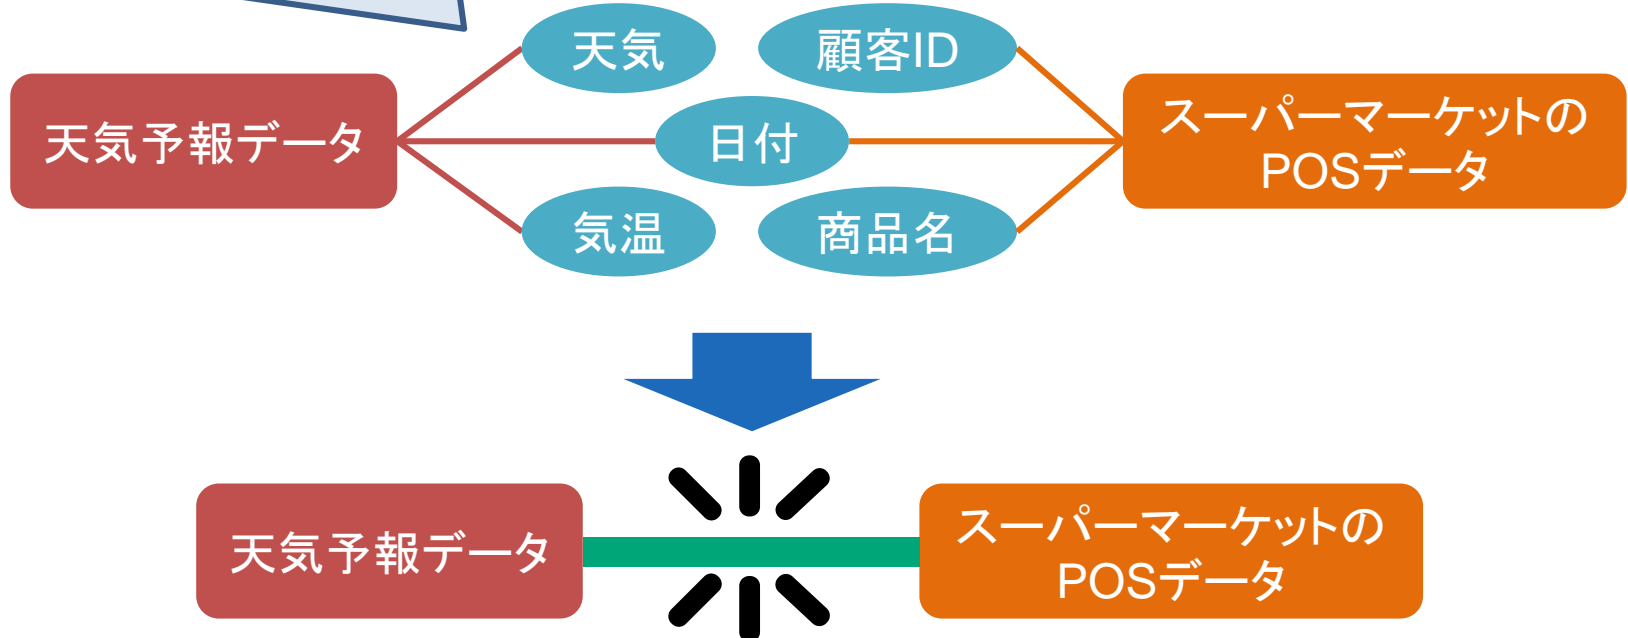 天気
顧客ID
天気予報データ
日付
スーパーマーケットの
POSデータ
気温
商品名
天気予報データ
スーパーマーケットの
POSデータ